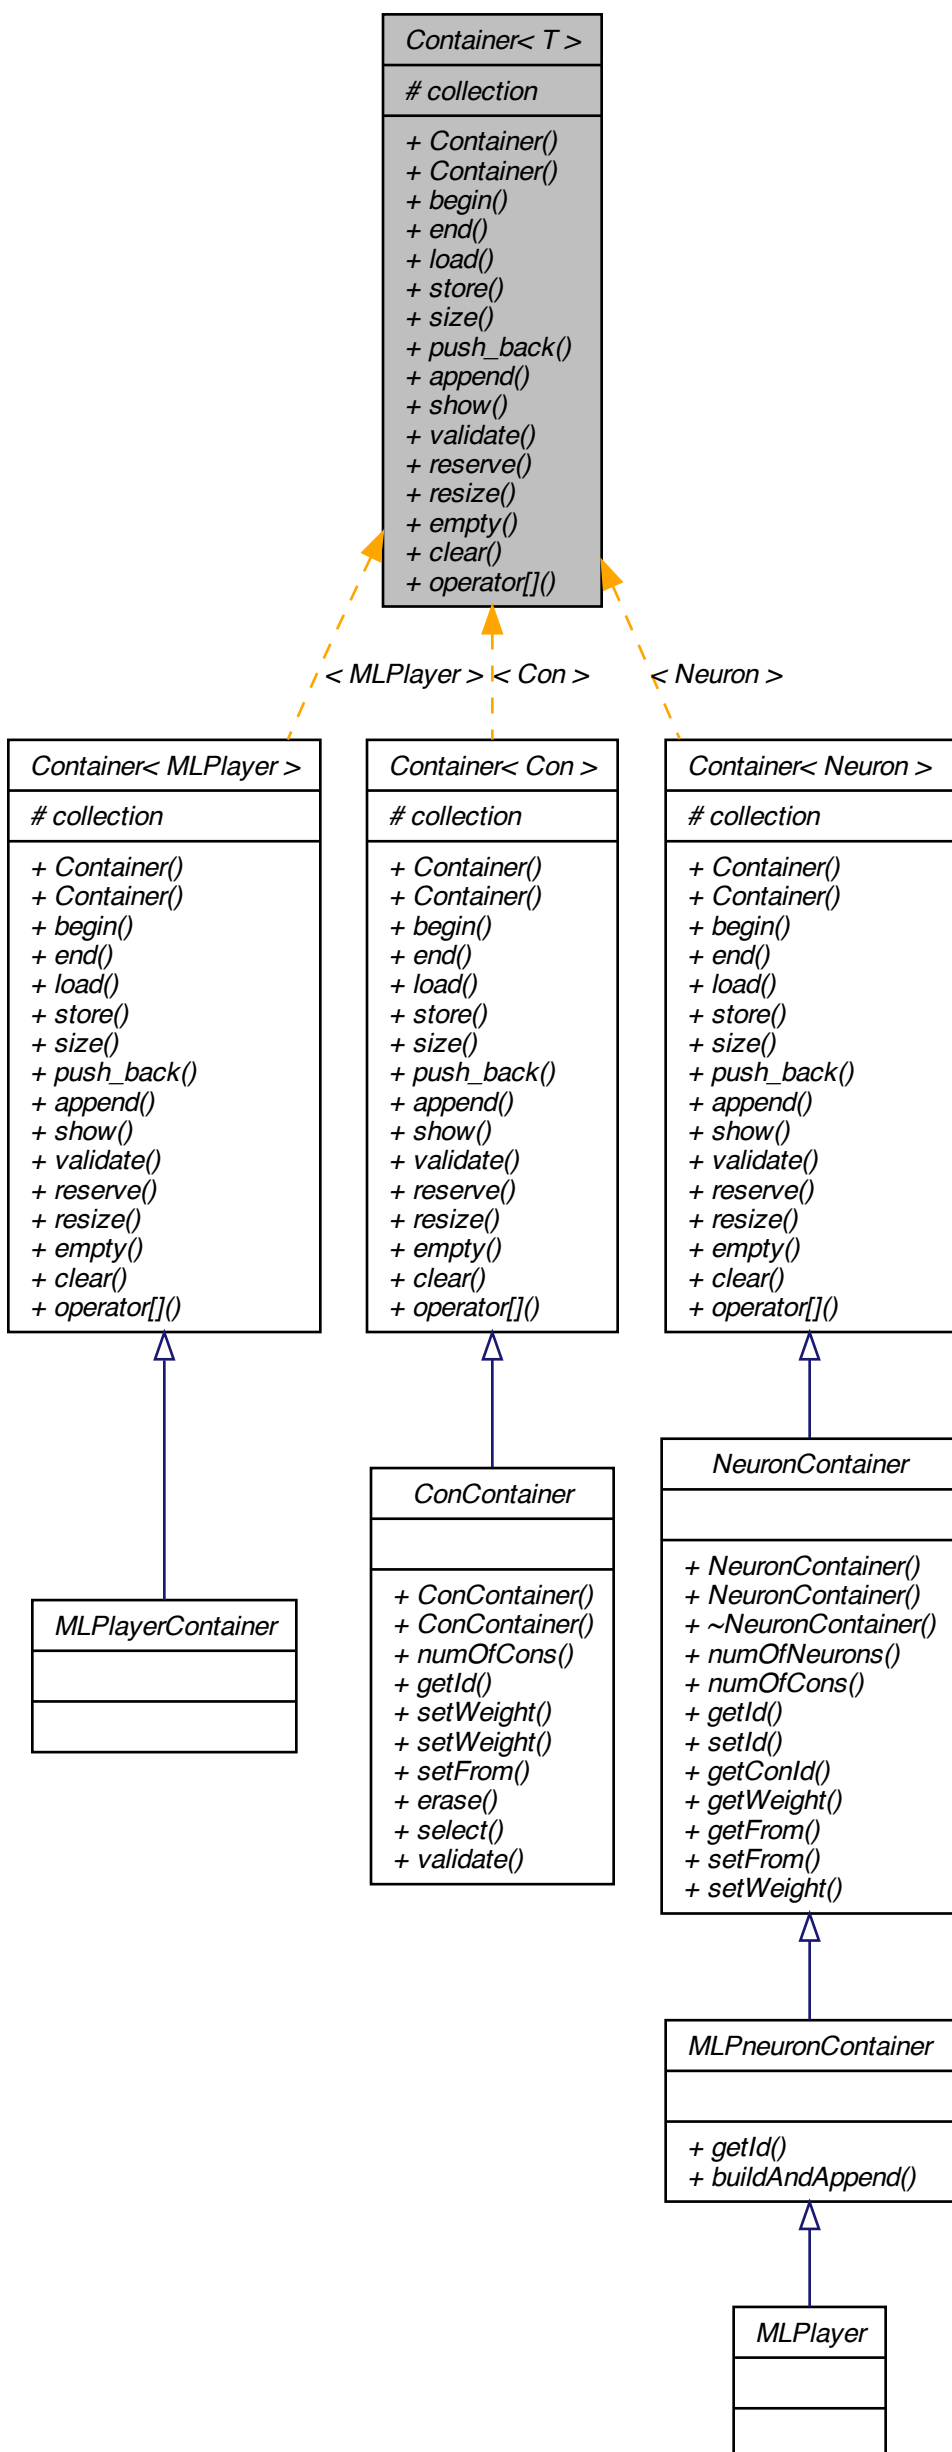 Container< T >
# collection
+ Container()
+ Container()
+ begin()
+ end()
+ load()
+ store()
+ size()
+ push_back()
+ append()
+ show()
+ validate()
+ reserve()
+ resize()
+ empty()
+ clear()
+ operator[]()
< MLPlayer >
< Con >
< Neuron >
Container< MLPlayer >
# collection
+ Container()
+ Container()
+ begin()
+ end()
+ load()
+ store()
+ size()
+ push_back()
+ append()
+ show()
+ validate()
+ reserve()
+ resize()
+ empty()
+ clear()
+ operator[]()
Container< Con >
# collection
+ Container()
+ Container()
+ begin()
+ end()
+ load()
+ store()
+ size()
+ push_back()
+ append()
+ show()
+ validate()
+ reserve()
+ resize()
+ empty()
+ clear()
+ operator[]()
Container< Neuron >
# collection
+ Container()
+ Container()
+ begin()
+ end()
+ load()
+ store()
+ size()
+ push_back()
+ append()
+ show()
+ validate()
+ reserve()
+ resize()
+ empty()
+ clear()
+ operator[]()
MLPlayerContainer
ConContainer
+ ConContainer()
+ ConContainer()
+ numOfCons()
+ getId()
+ setWeight()
+ setWeight()
+ setFrom()
+ erase()
+ select()
+ validate()
NeuronContainer
+ NeuronContainer()
+ NeuronContainer()
+ ~NeuronContainer()
+ numOfNeurons()
+ numOfCons()
+ getId()
+ setId()
+ getConId()
+ getWeight()
+ getFrom()
+ setFrom()
+ setWeight()
MLPneuronContainer
+ getId()
+ buildAndAppend()
MLPlayer